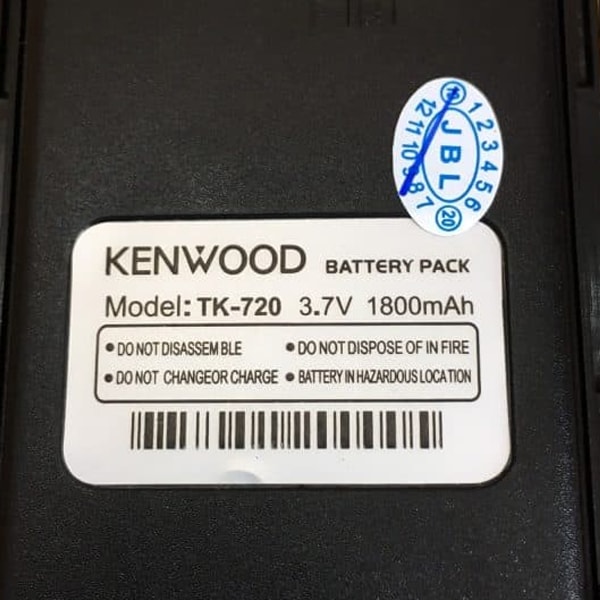 KENWOOD BATTERY PACK
Model: TK-720 3.7V 1800mAh
• DO NOT DISASSEM BLE • DO NOT DISPOSE OF IN FIRE
• DO NOT CHANGEOR CHARGE • BATTERY IN HAZARDOUS LOCATION
JBL
1 2 3 4 5 6
20
7 8 9 10 11 12